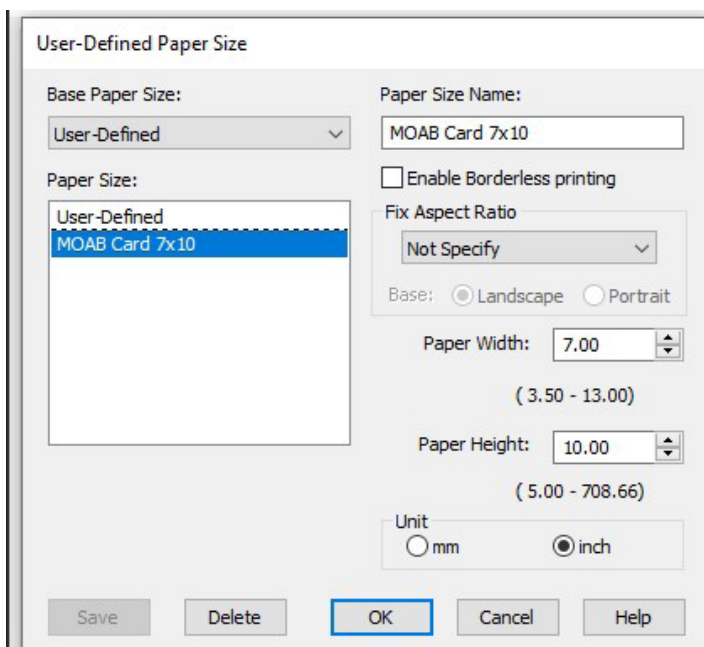 User-Defined Paper Size
Base Paper Size:
User-Defined
Paper Size:
User-Defined
MOAB Card 7x10
Paper Size Name:
MOAB Card 7x10
Enable Borderless printing
Fix Aspect Ratio
Not Specify
Base: Landscape Portrait
Paper Width: 7.00
( 3.50 - 13.00)
Paper Height: 10.00
( 5.00 - 708.66)
Unit
mm inch
Save Delete OK Cancel Help